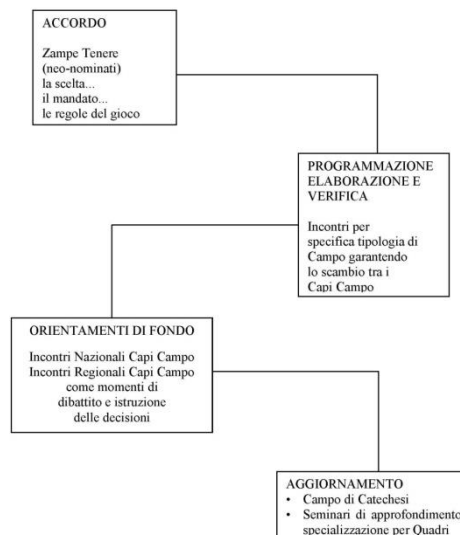 ACCORDO
Zampe Tenere
(neo-nominati)
la scelta...
il mandato...
le regole del gioco
PROGRAMMAZIONE
ELABORAZIONE E
VERIFICA
Incontri per
specifica tipologia di
Campo garantendo
lo scambio tra i
Capi Campo
ORIENTAMENTI DI FONDO
Incontri Nazionali Capi Campo
Incontri Regionali Capi Campo
come momenti di
dibattito e istruzione
delle decisioni
AGGIORNAMENTO
• Campo di Catechesi
• Seminari di approfondimento
specializzazione per Quadri